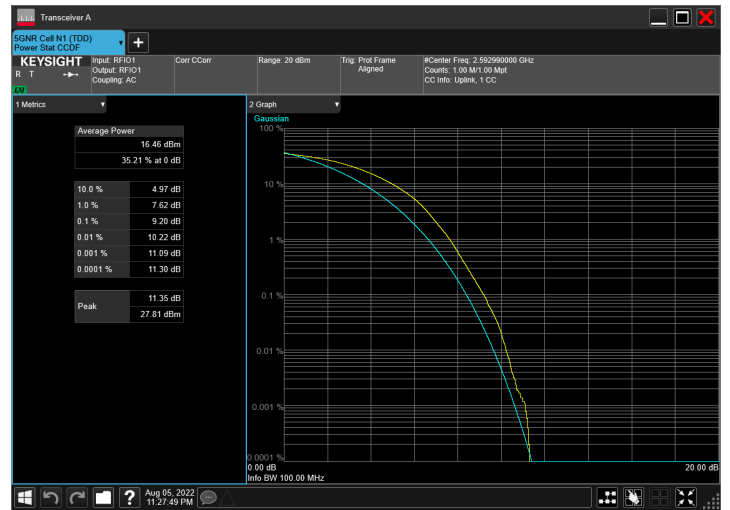 Transceiver A
5GNR Cell N1 (TDD)
Power Stat CCDF
KEYSIGHT
R T
LXI
Input: RFIO1
Output: RFIO1
Coupling: AC
Corr CCorr
Range: 20 dBm
Trig: Prot Frame
Aligned
#Center Freq: 2.592990000 GHz
Counts: 1.00 M/1.00 Mpt
CC Info: Uplink, 1 CC
1 Metrics
Average Power
16.46 dBm
35.21 % at 0 dB
10.0 % 4.97 dB
1.0 % 7.62 dB
0.1 % 9.20 dB
0.01 % 10.22 dB
0.001 % 11.09 dB
0.0001 % 11.30 dB
Peak
11.35 dB
27.81 dBm
2 Graph
Gaussian
100 %
10 %
1 %
0.1 %
0.01 %
0.001 %
0.0001 %
0.00 dB
20.00 dB
Info BW 100.00 MHz
?
Aug 05, 2022
11:27:49 PM